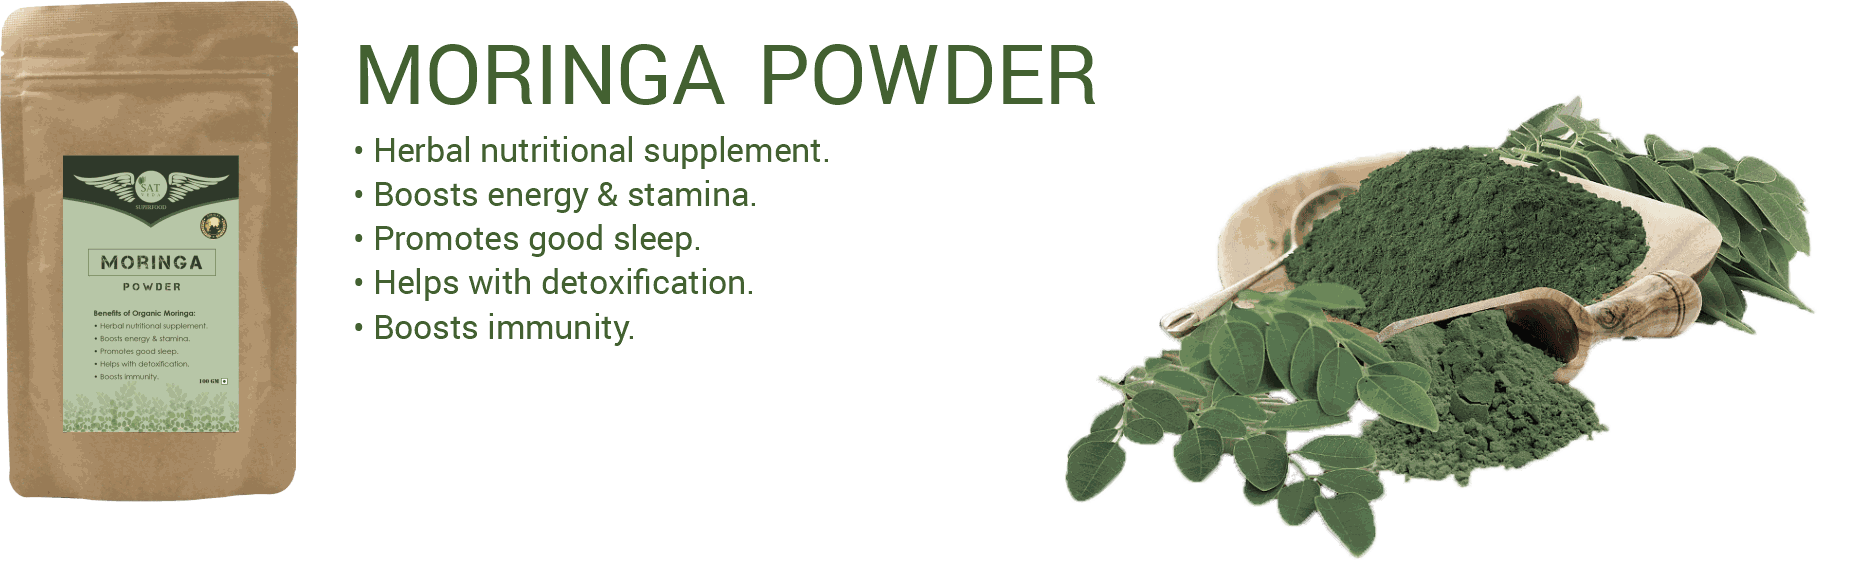 MORINGA POWDER
• Herbal nutritional supplement.
• Boosts energy & stamina.
• Promotes good sleep.
• Helps with detoxification.
• Boosts immunity.
SAT
SUPERFOOD
MORINGA
POWDER
Benefits of Organic Moringa:
• Herbal nutritional supplement.
• Boosts energy & stamina.
• Promotes good sleep.
• Helps with detoxification.
• Boosts immunity.
100 GM